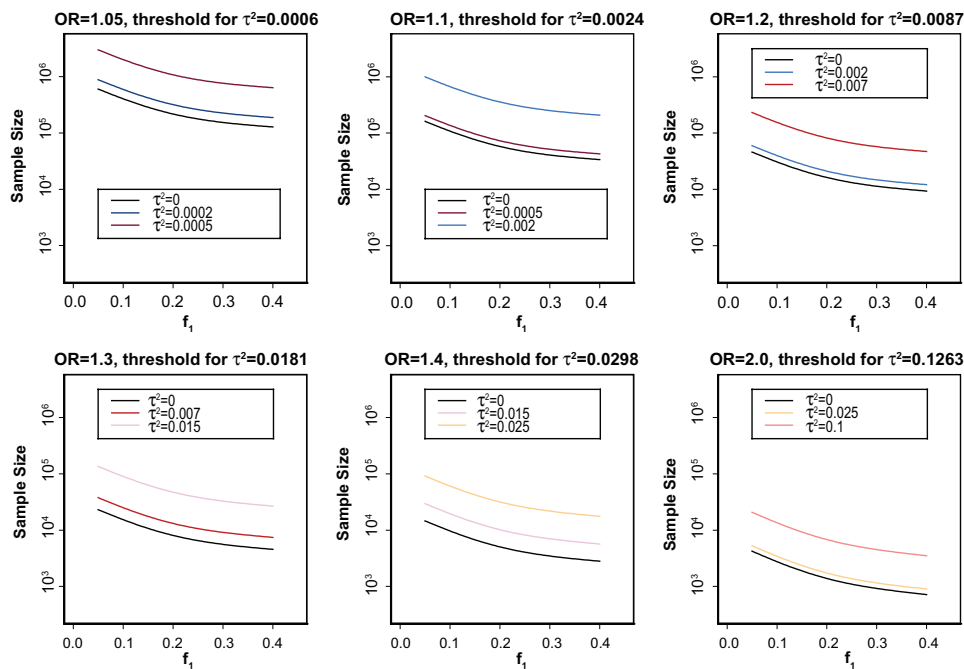 OR=1.05, threshold for τ²=0.0006
Sample Size
10⁶
10⁵
10⁴
10³
τ²=0
τ²=0.0002
τ²=0.0005
0.0 0.1 0.2 0.3 0.4
f₁
OR=1.1, threshold for τ²=0.0024
Sample Size
10⁶
10⁵
10⁴
10³
τ²=0
τ²=0.0005
τ²=0.002
0.0 0.1 0.2 0.3 0.4
f₁
OR=1.2, threshold for τ²=0.0087
Sample Size
10⁶
10⁵
10⁴
10³
τ²=0
τ²=0.002
τ²=0.007
0.0 0.1 0.2 0.3 0.4
f₁
OR=1.3, threshold for τ²=0.0181
Sample Size
10⁶
10⁵
10⁴
10³
τ²=0
τ²=0.007
τ²=0.015
0.0 0.1 0.2 0.3 0.4
f₁
OR=1.4, threshold for τ²=0.0298
Sample Size
10⁶
10⁵
10⁴
10³
τ²=0
τ²=0.015
τ²=0.025
0.0 0.1 0.2 0.3 0.4
f₁
OR=2.0, threshold for τ²=0.1263
Sample Size
10⁶
10⁵
10⁴
10³
τ²=0
τ²=0.025
τ²=0.1
0.0 0.1 0.2 0.3 0.4
f₁